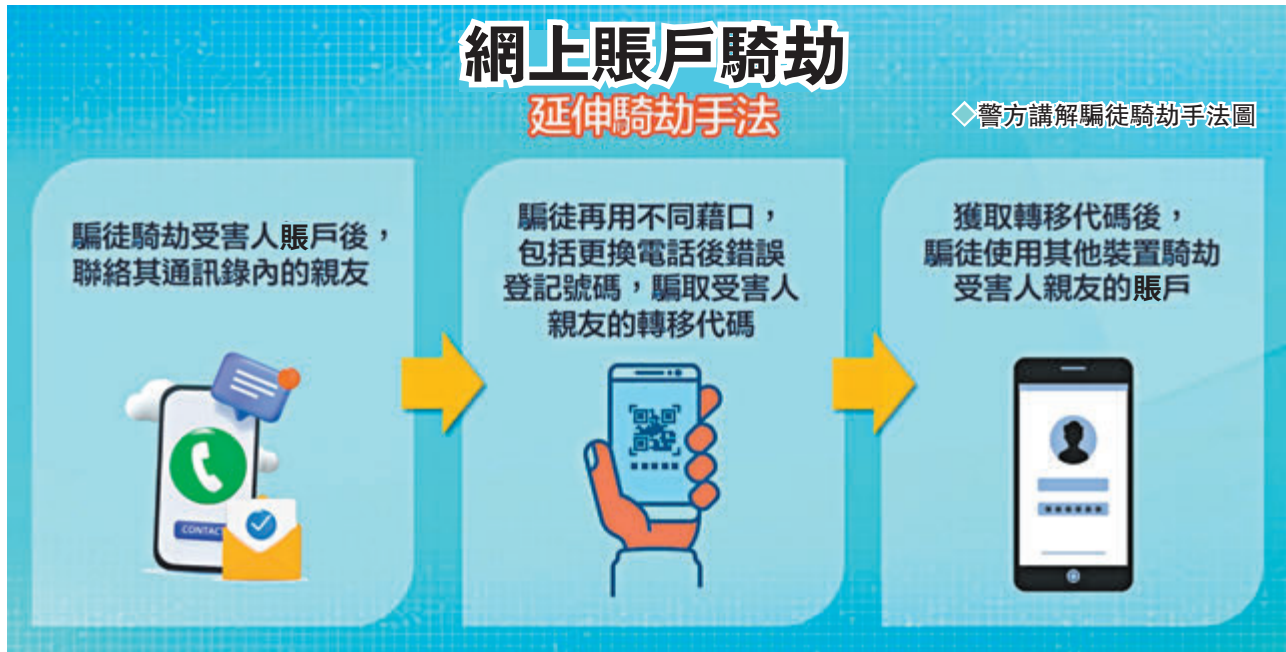 網上賬戶騎劫
延伸騎劫手法
◇警方講解騙徒騎劫手法圖
騙徒騎劫受害人賬戶後，
聯絡其通訊錄內的親友
騙徒再用不同藉口，
包括更換電話後錯誤
登記號碼，騙取受害人
親友的轉移代碼
獲取轉移代碼後，
騙徒使用其他裝置騎劫
受害人親友的賬戶
CONTAC